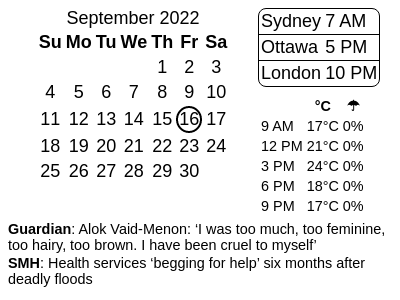 September 2022
Su Mo Tu We Th Fr Sa
1 2 3
4 5 6 7 8 9 10
11 12 13 14 15 16 17
18 19 20 21 22 23 24
25 26 27 28 29 30
Sydney 7 AM
Ottawa 5 PM
London 10 PM
°C ☂
9 AM 17°C 0%
12 PM 21°C 0%
3 PM 24°C 0%
6 PM 18°C 0%
9 PM 17°C 0%
Guardian: Alok Vaid-Menon: ‘I was too much, too feminine,
too hairy, too brown. I have been cruel to myself’
SMH: Health services ‘begging for help’ six months after
deadly floods